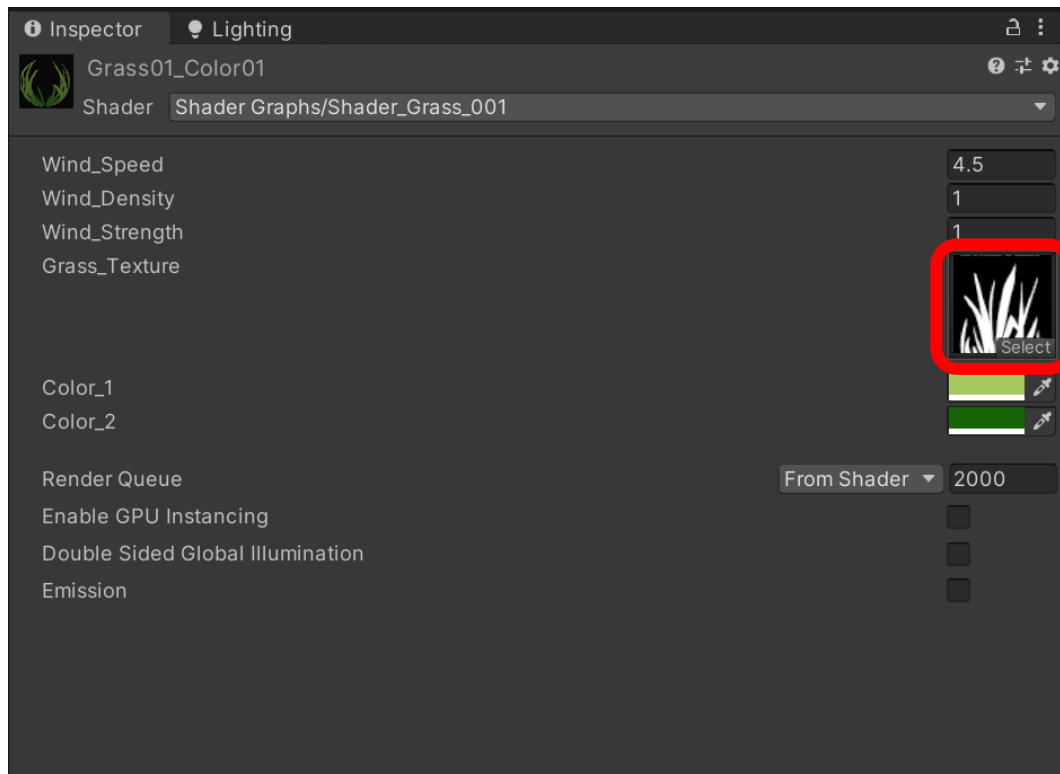 Inspector Lighting
Grass01_Color01
Shader Shader Graphs/Shader_Grass_001
Wind_Speed 4.5
Wind_Density 1
Wind_Strength 1
Grass_Texture
Select
Color_1
Color_2
Render Queue From Shader 2000
Enable GPU Instancing
Double Sided Global Illumination
Emission